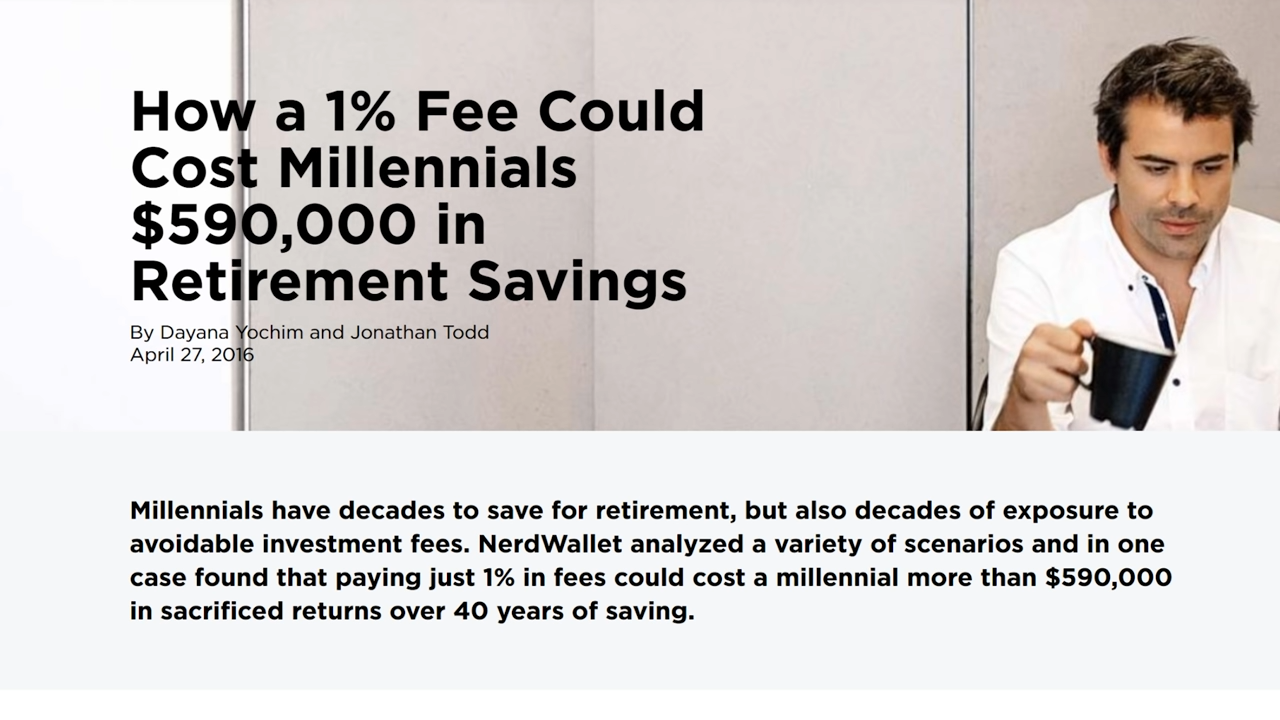 How a 1% Fee Could
Cost Millennials
$590,000 in
Retirement Savings
By Dayana Yochim and Jonathan Todd
April 27, 2016
Millennials have decades to save for retirement, but also decades of exposure to
avoidable investment fees. NerdWallet analyzed a variety of scenarios and in one
case found that paying just 1% in fees could cost a millennial more than $590,000
in sacrificed returns over 40 years of saving.